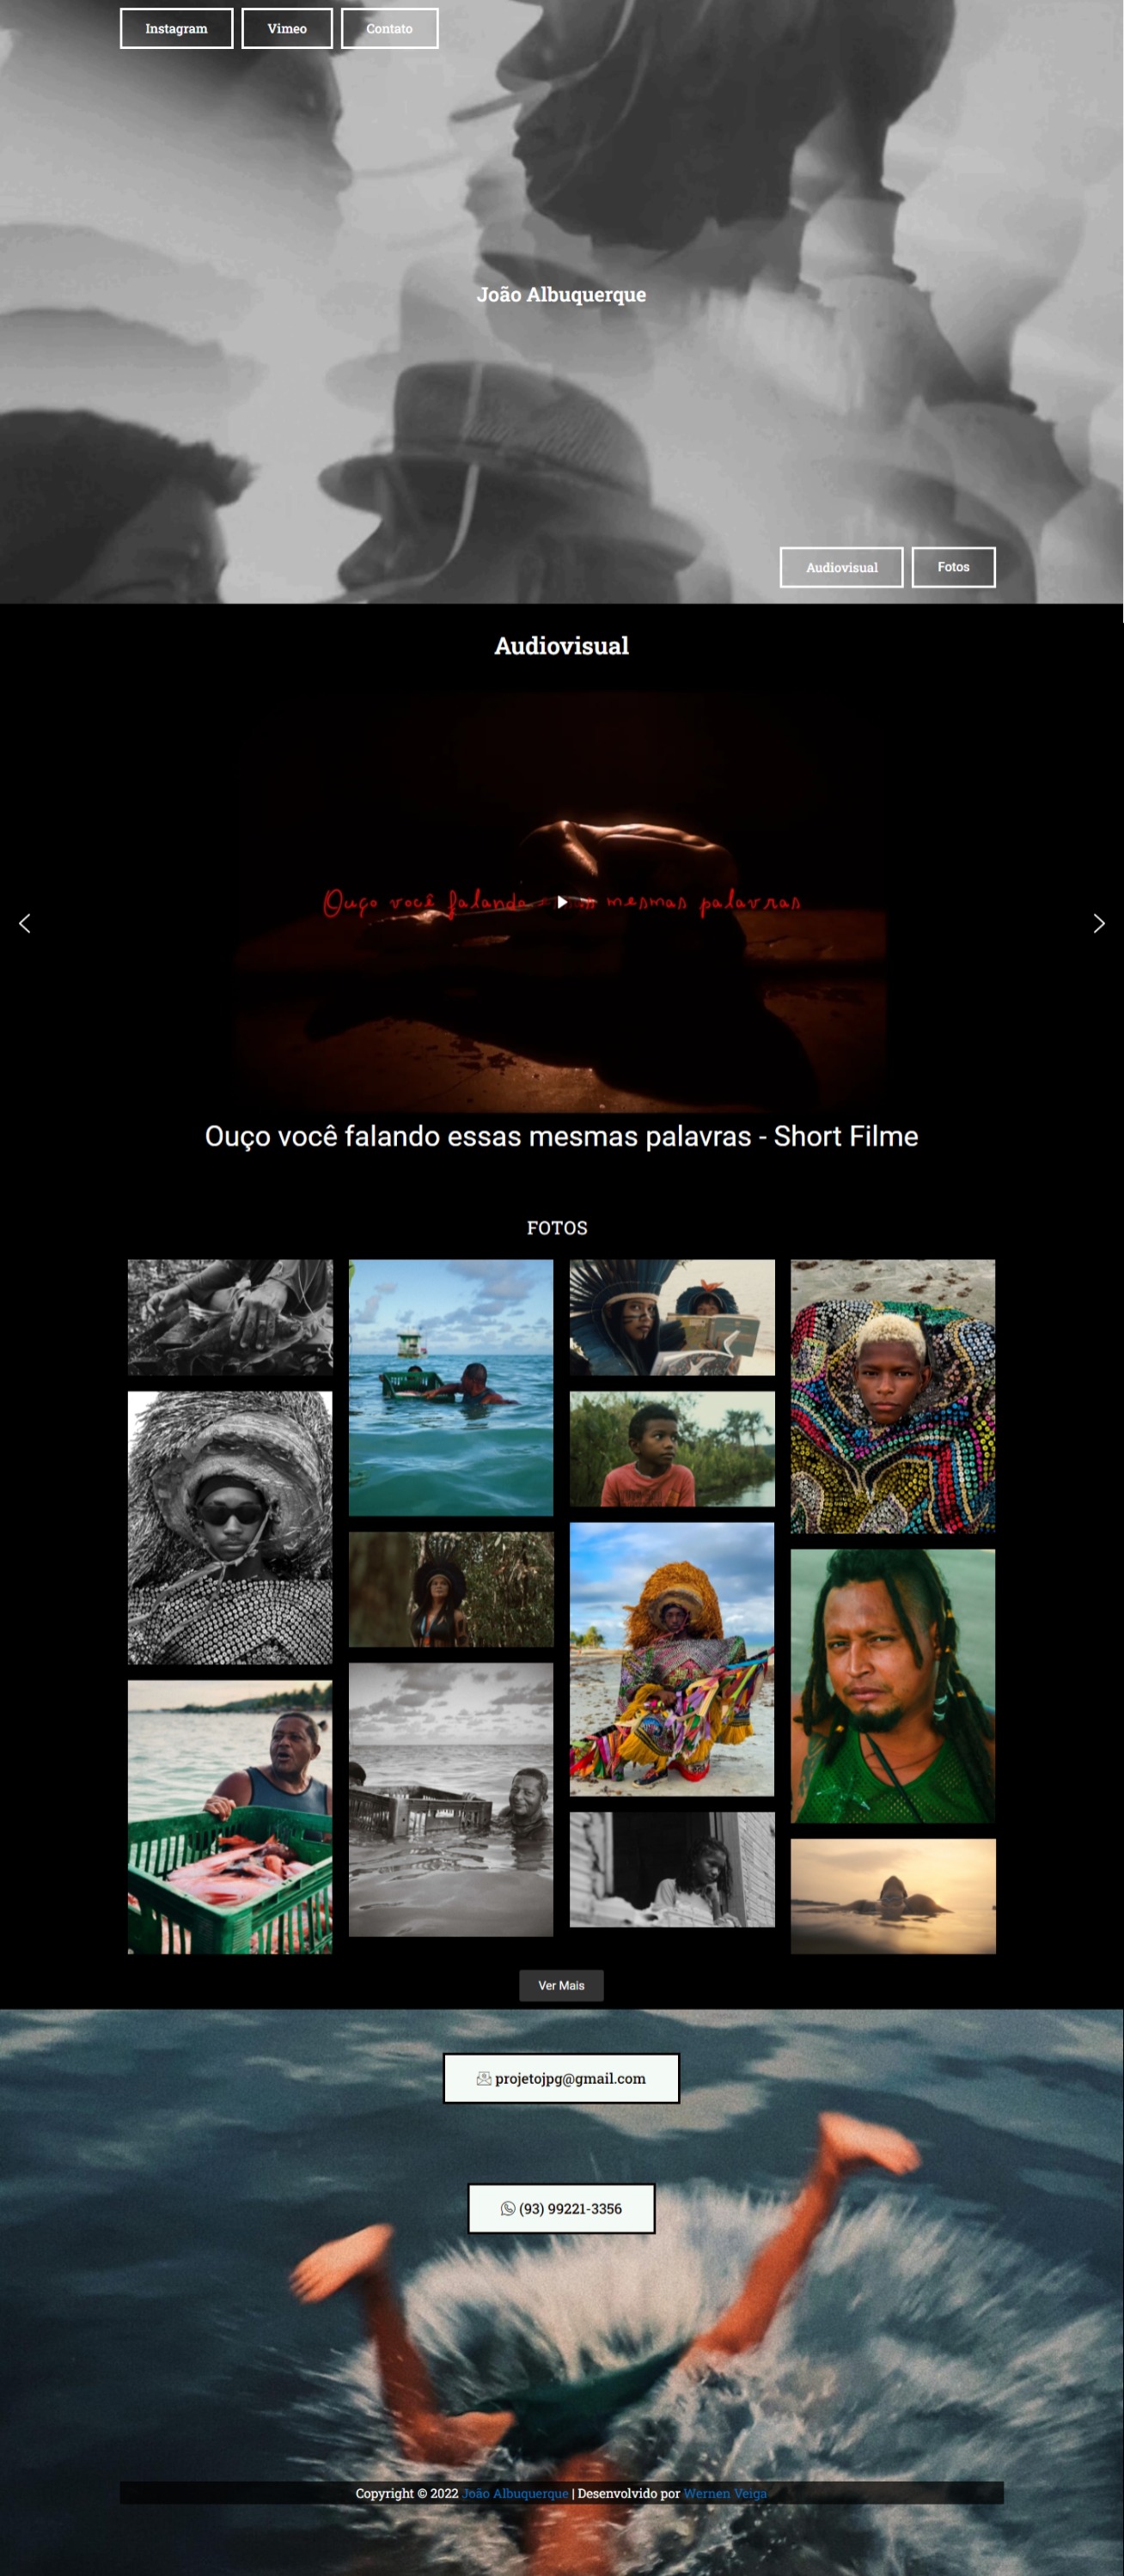 Instagram Vimeo Contato
João Albuquerque
Audiovisual Fotos
Audiovisual
Ouço você falando mesmas palavras
Ouço você falando essas mesmas palavras - Short Filme
FOTOS
Ver Mais
projetojpg@gmail.com
(93) 99221-3356
Copyright © 2022 João Albuquerque | Desenvolvido por Wernen Veiga